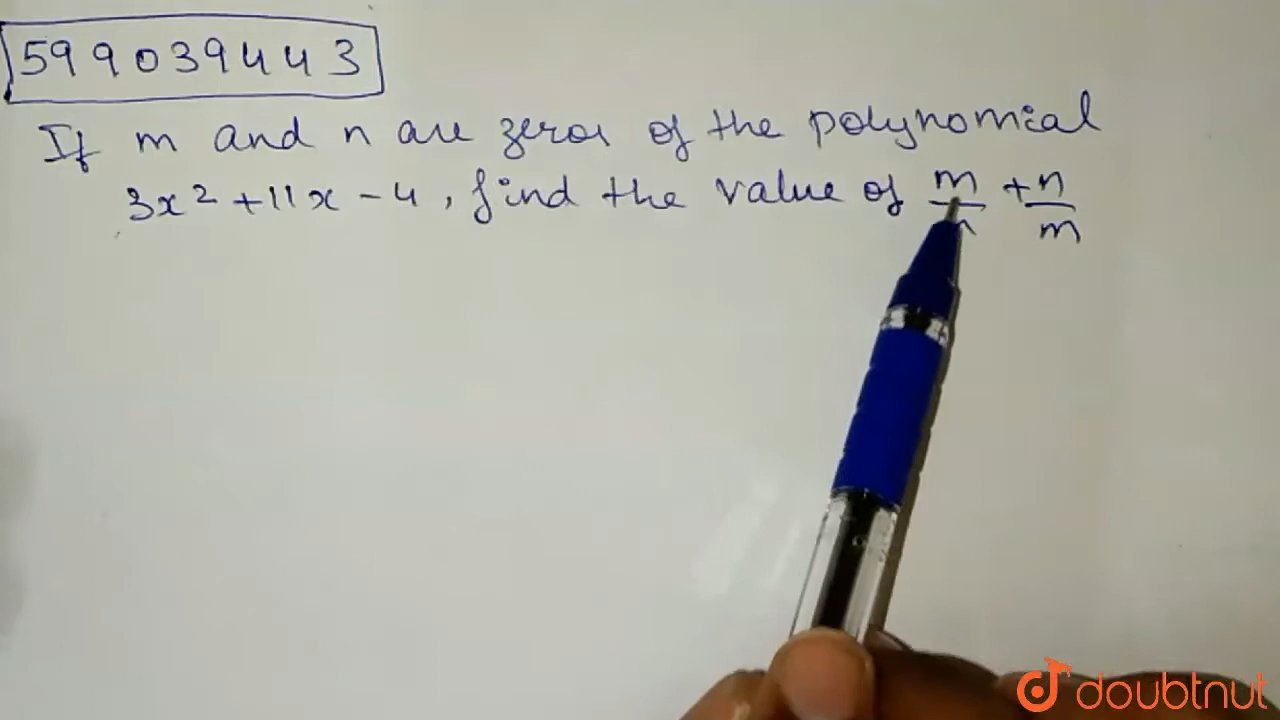 599039443
If m and n are zeros of the polynomial
3x² + 11x - 4, find the value of m/n + n/m
doubtnut